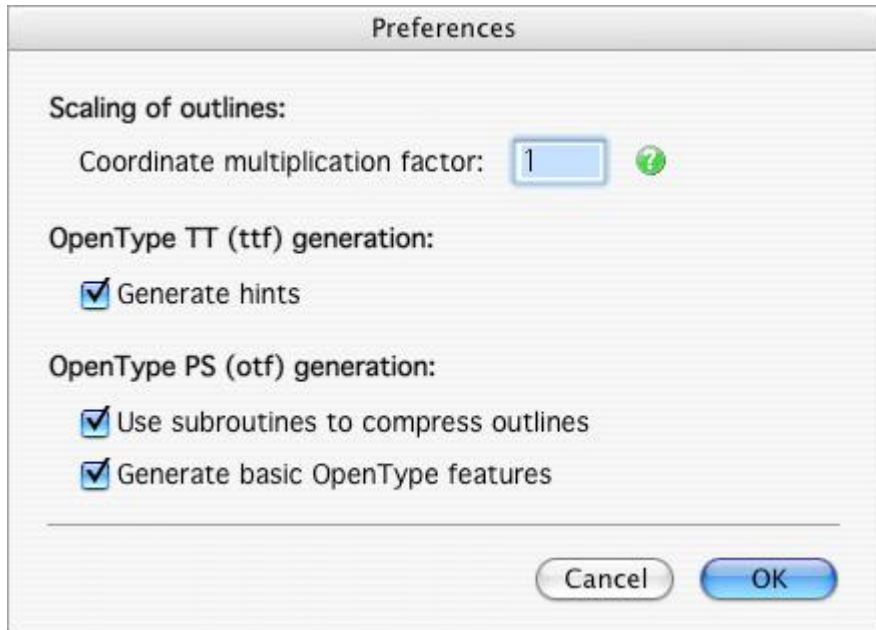 Preferences
Scaling of outlines:
Coordinate multiplication factor: 1 ?
OpenType TT (ttf) generation:
Generate hints
OpenType PS (otf) generation:
Use subroutines to compress outlines
Generate basic OpenType features
Cancel OK